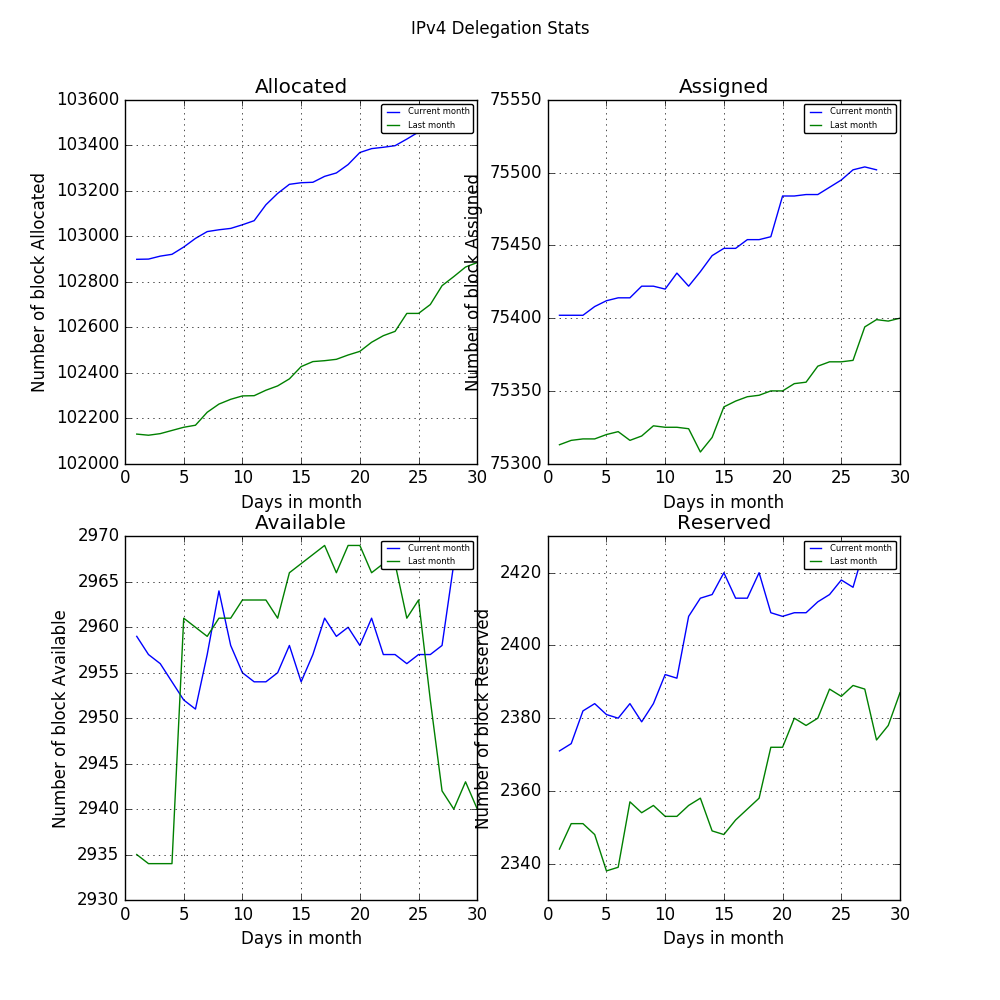 IPv4 Delegation Stats
Allocated
Number of block Allocated
103600
103400
103200
103000
102800
102600
102400
102200
102000
0 5 10 15 20 25 30
Days in month
Current month
Last month
Assigned
Number of block Assigned
75550
75500
75450
75400
75350
75300
0 5 10 15 20 25 30
Days in month
Current month
Last month
Available
Number of block Available
2970
2965
2960
2955
2950
2945
2940
2935
2930
0 5 10 15 20 25 30
Days in month
Current month
Last month
Reserved
Number of block Reserved
2420
2400
2380
2360
2340
0 5 10 15 20 25 30
Days in month
Current month
Last month